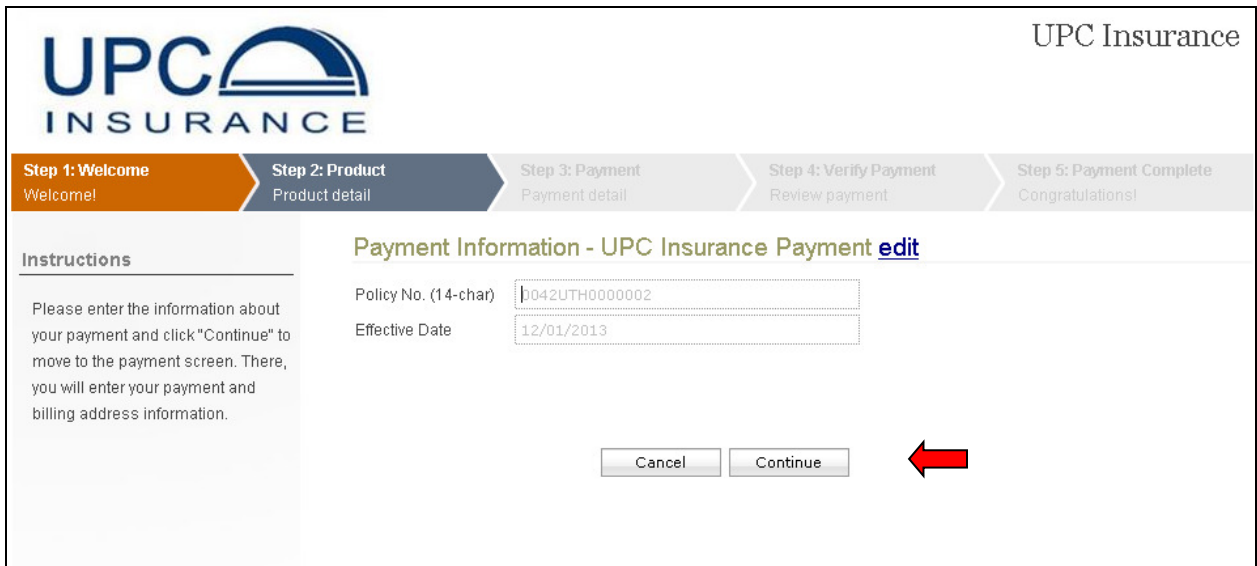 UPC
INSURANCE
UPC Insurance
Step 1: Welcome
Welcome!
Step 2: Product
Product detail
Step 3: Payment
Payment detail
Step 4: Verify Payment
Review payment
Step 5: Payment Complete
Congratulations!
Instructions
Please enter the information about
your payment and click "Continue" to
move to the payment screen. There,
you will enter your payment and
billing address information.
Payment Information - UPC Insurance Payment edit
Policy No. (14-char) 0042UTH0000002
Effective Date 12/01/2013
Cancel Continue